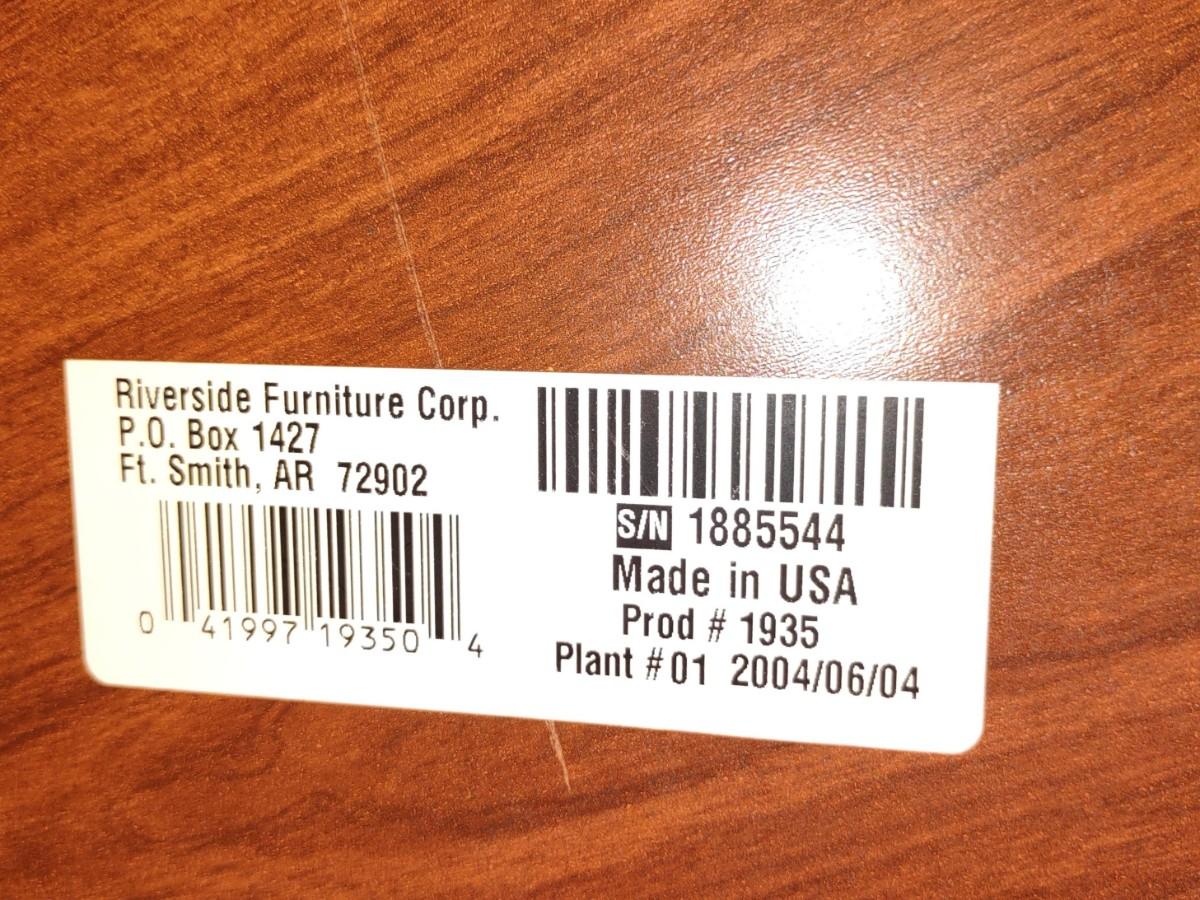 Riverside Furniture Corp.
P.O. Box 1427
Ft. Smith, AR 72902
0 41997 19350 4
S/N 1885544
Made in USA
Prod # 1935
Plant # 01 2004/06/04